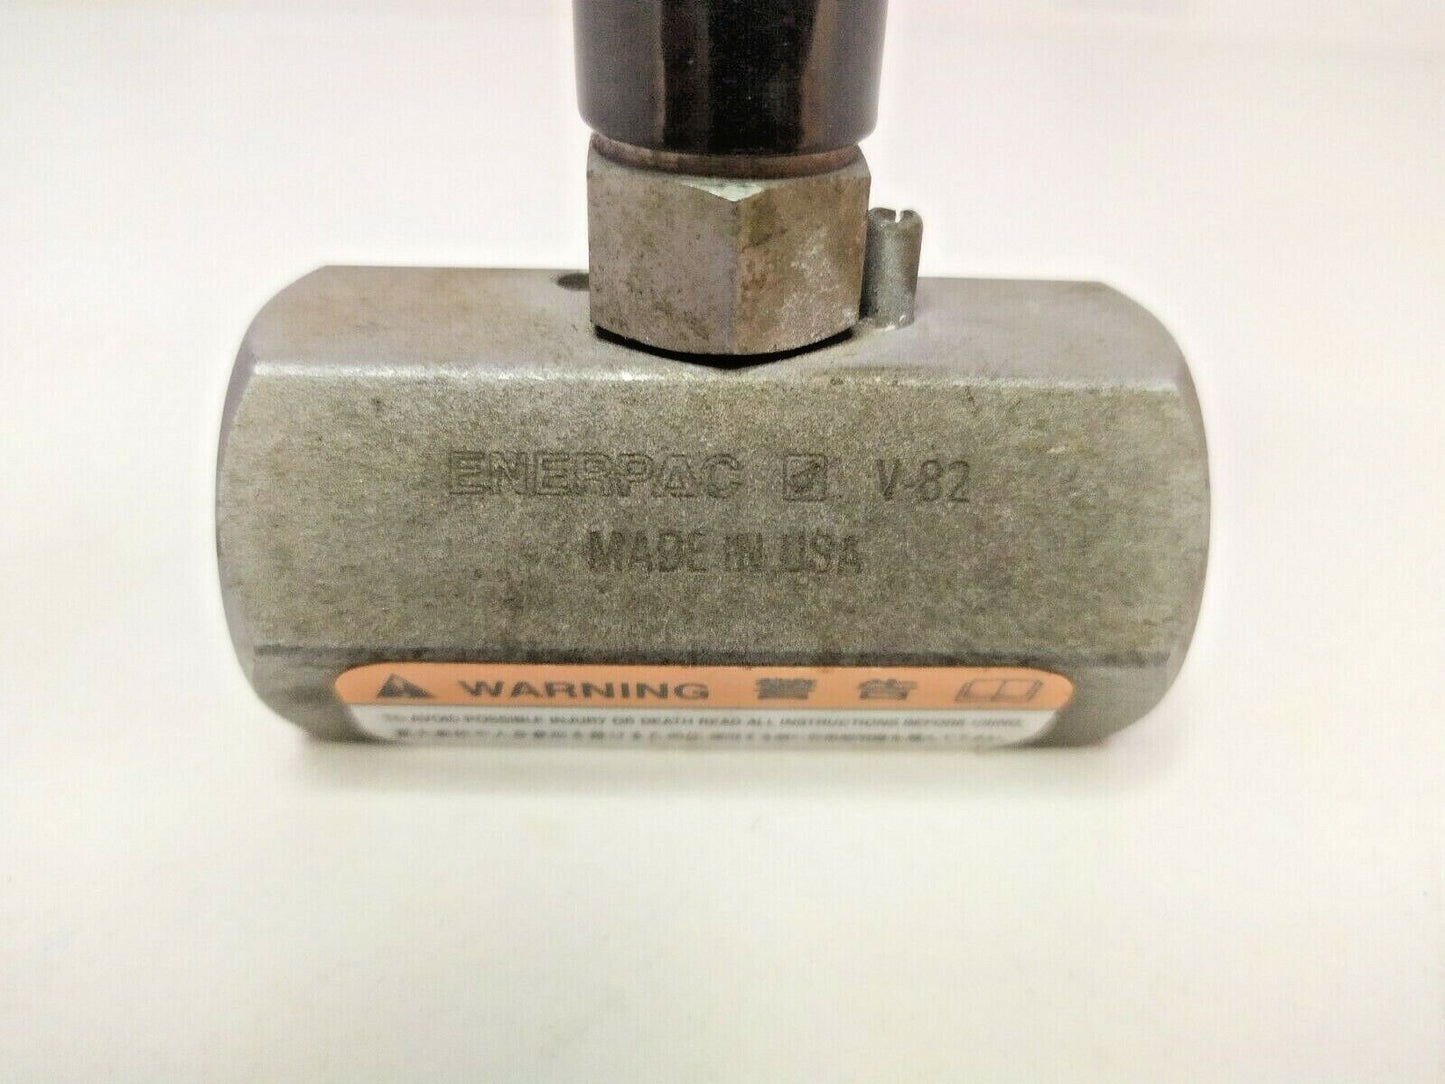 ENERPAC V-82
MADE IN USA
WARNING 警告
TO AVOID POSSIBLE INJURY OR DEATH READ ALL INSTRUCTIONS BEFORE USING.